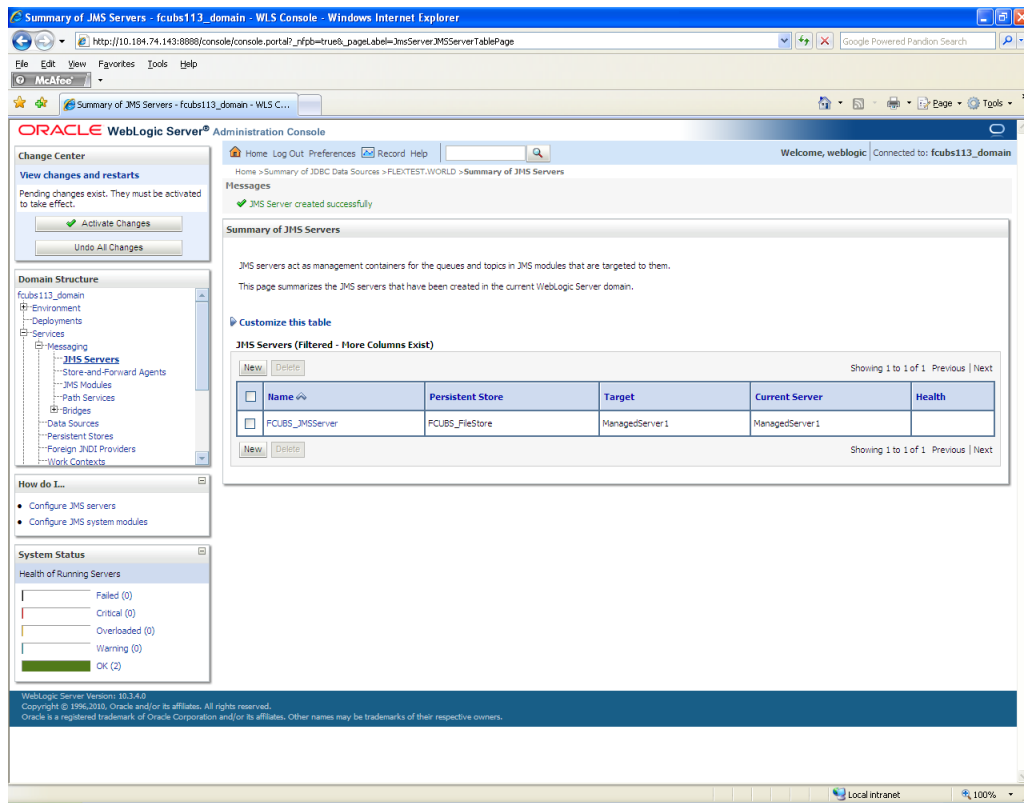 Summary of JMS Servers - fcubs113_domain - WLS Console - Windows Internet Explorer
http://10.184.74.143:8888/console/console.portal?_nfpb=true&_pageLabel=JmsServerJMSServerTablePage
Google Powered Pandion Search
File Edit View Favorites Tools Help
McAfee
Summary of JMS Servers - fcubs113_domain - WLS C...
Page Tools
ORACLE WebLogic Server® Administration Console
Change Center
View changes and restarts
Pending changes exist. They must be activated
to take effect.
Activate Changes
Undo All Changes
Domain Structure
fcubs113_domain
Environment
Deployments
Services
Messaging
JMS Servers
Store-and-Forward Agents
JMS Modules
Path Services
Bridges
Data Sources
Persistent Stores
Foreign JNDI Providers
Work Contexts
How do I...
Configure JMS servers
Configure JMS system modules
System Status
Health of Running Servers
Failed (0)
Critical (0)
Overloaded (0)
Warning (0)
OK (2)
Home Log Out Preferences Record Help
Welcome, weblogic Connected to: fcubs113_domain
Home >Summary of JDBC Data Sources >FLEXTEST.WORLD >Summary of JMS Servers
Messages
JMS Server created successfully
Summary of JMS Servers
JMS servers act as management containers for the queues and topics in JMS modules that are targeted to them.
This page summarizes the JMS servers that have been created in the current WebLogic Server domain.
Customize this table
JMS Servers (Filtered - More Columns Exist)
New Delete Showing 1 to 1 of 1 Previous | Next
Name Persistent Store Target Current Server Health
FCUBS_JMSServer FCUBS_FileStore ManagedServer1 ManagedServer1
New Delete Showing 1 to 1 of 1 Previous | Next
WebLogic Server Version: 10.3.4.0
Copyright © 1996,2010, Oracle and/or its affiliates. All rights reserved.
Oracle is a registered trademark of Oracle Corporation and/or its affiliates. Other names may be trademarks of their respective owners.
Local intranet 100%